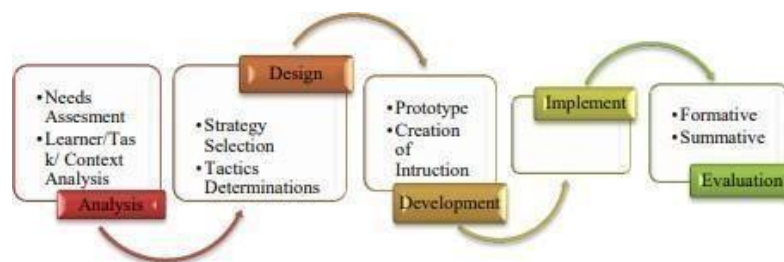 •Needs
Assesment
•Learner/Tas
k/ Context
Analysis
Analysis
Design
•Strategy
Selection
•Tactics
Determinations
•Prototype
•Creation
of
Intruction
Development
Implement
•Formative
•Summative
Evaluation